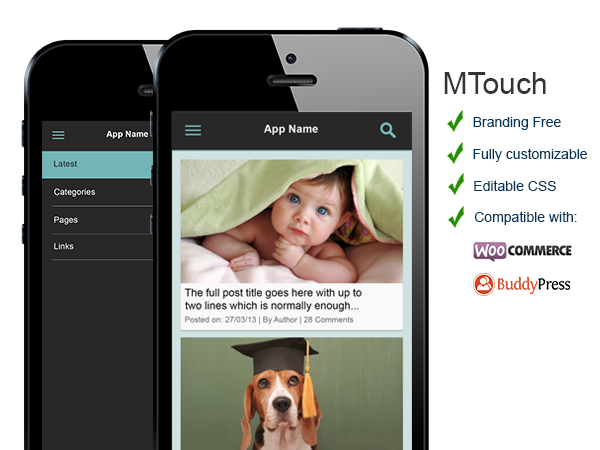 App Name
Latest
Categories
Pages
Links
App Name
The full post title goes here with up to
two lines which is normally enough...
Posted on: 27/03/13 | By Author | 28 Comments
MTouch
Branding Free
Fully customizable
Editable CSS
Compatible with:
WOOCOMMERCE
BuddyPress